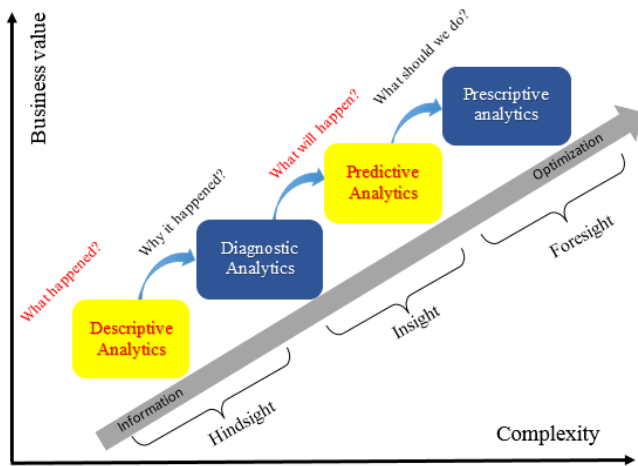 Business value
What should we do?
Prescriptive
analytics
What will happen?
Predictive
Analytics
Why it happened?
Diagnostic
Analytics
What happened?
Descriptive
Analytics
Optimization
Information
Foresight
Insight
Hindsight
Complexity